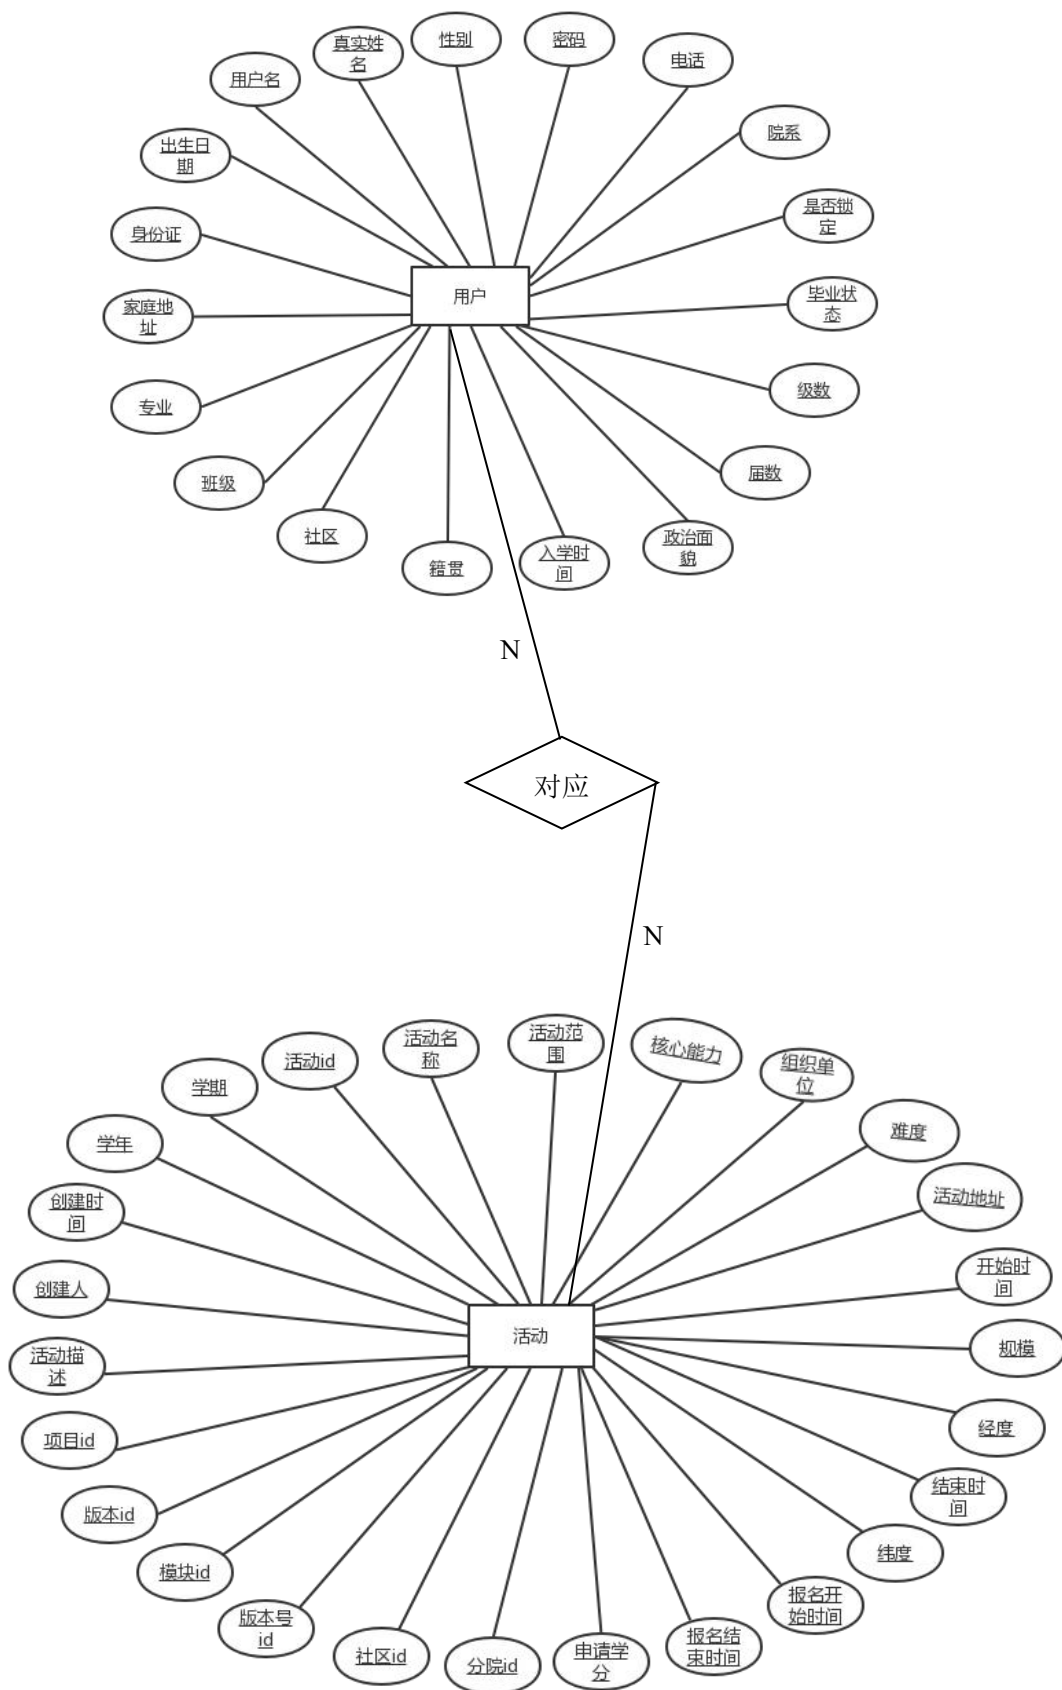 真实姓
名
性别
密码
电话
用户名
院系
出生日
期
是否锁
定
身份证
用户
家庭地
址
毕业状
态
专业
级数
班级
届数
社区
籍贯
入学时
间
政治面
貌
N
对应
N
活动id
活动名
称
活动范
围
核心能力
组织单
位
学期
难度
学年
活动地址
创建时
间
开始时
间
创建人
活动
规模
活动描
述
经度
项目id
结束时
间
版本id
纬度
模块id
报名开
始时间
版本号
id
社区id
分院id
申请学
分
报名结
束时间